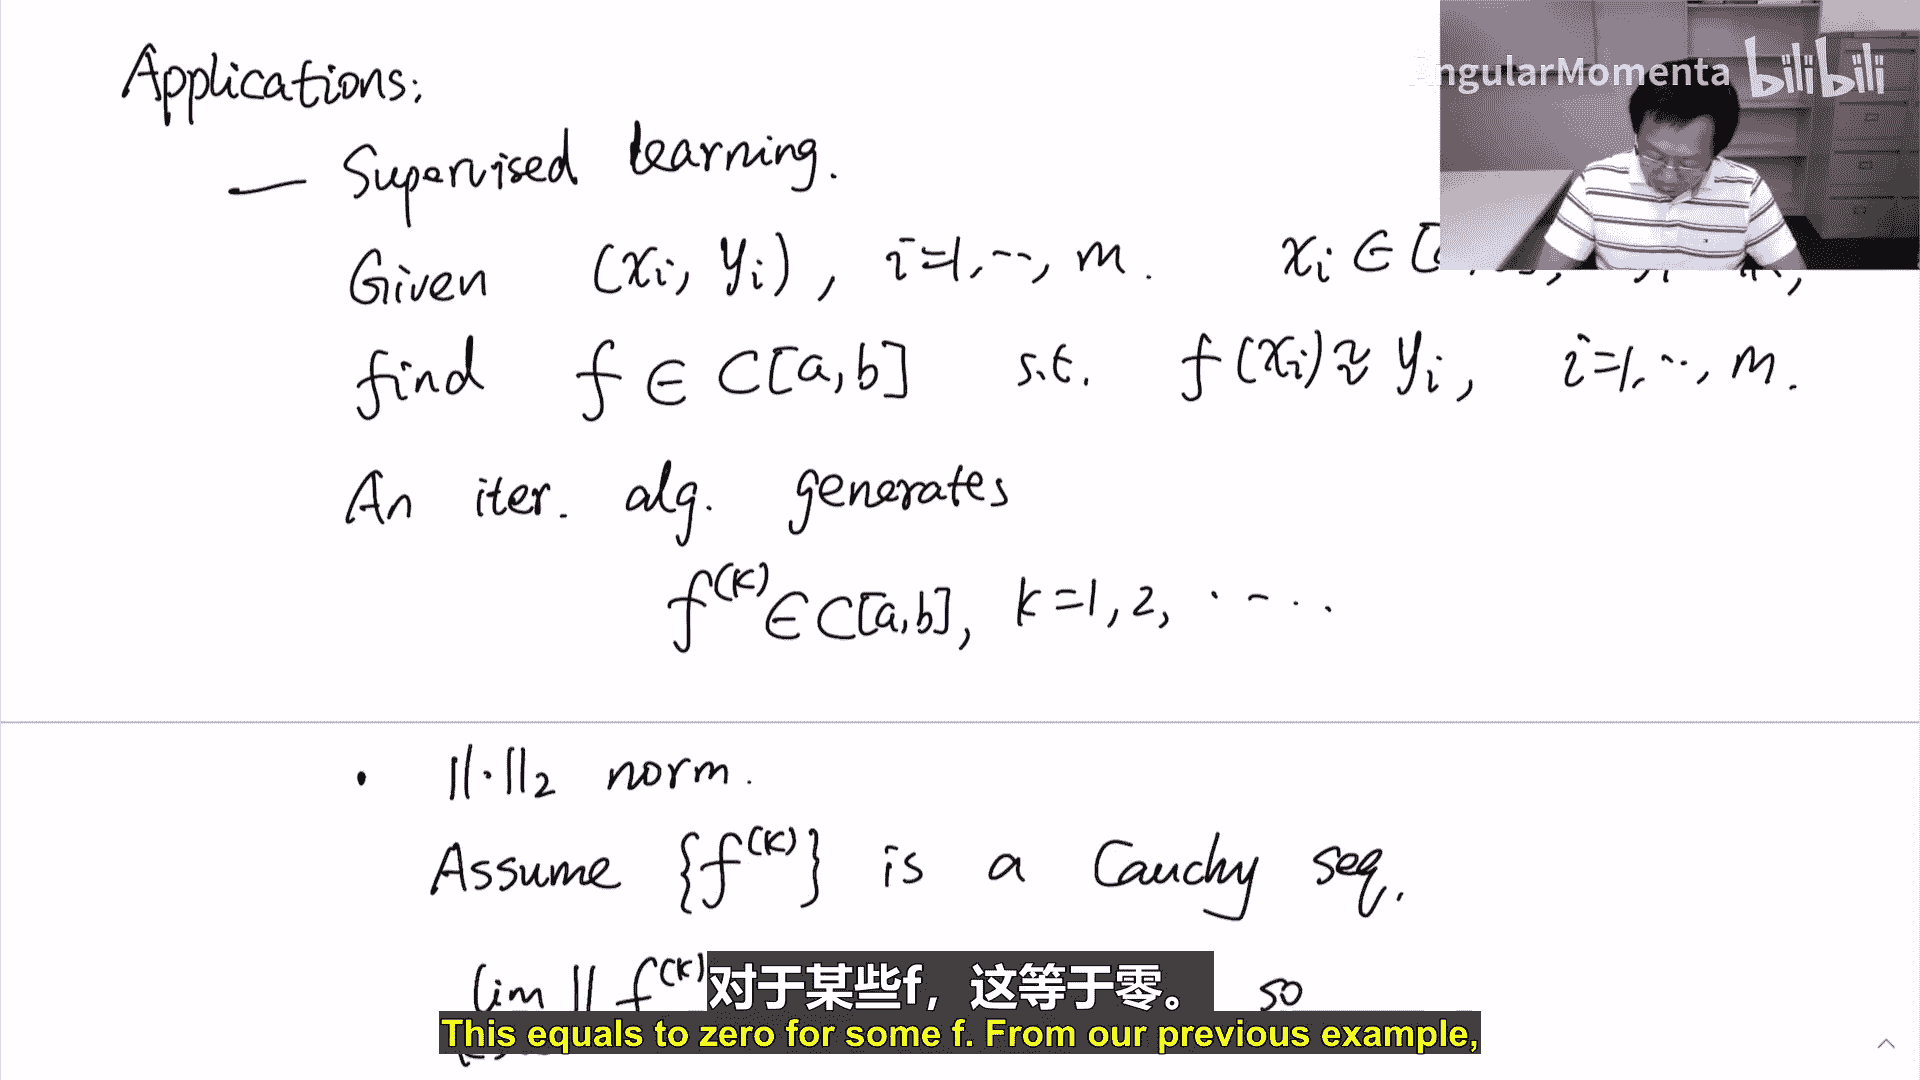 Applications:
ngularMomenta bilibili
— Supervised learning.
Given (xi, yi), i=1,⋯, m. xi ∈ [
find f ∈ C[a,b] s.t. f(xi) ≈ yi, i=1,⋯, m.
An iter. alg. generates
f^(k) ∈ C[a,b], k=1,2, ⋯.
• ||·||₂ norm.
Assume {f^(k)} is a Cauchy seq.
lim || f^(k) so
对于某些f，这等于零。
This equals to zero for some f. From our previous example,